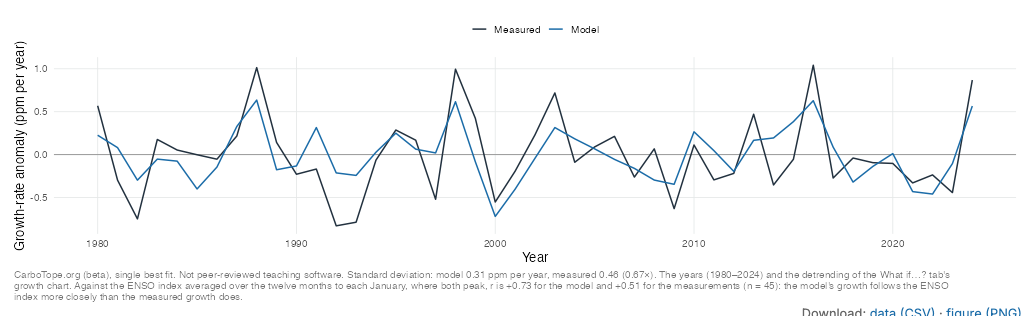 Measured Model
Growth-rate anomaly (ppm per year)
1.0
0.5
0.0
-0.5
1980 1990 2000 2010 2020
Year
CarboTope.org (beta), single best fit. Not peer-reviewed teaching software. Standard deviation: model 0.31 ppm per year, measured 0.46 (0.67×). The years (1980–2024) and the detrending of the What if…? tab's
growth chart. Against the ENSO index averaged over the twelve months to each January, where both peak, r is +0.73 for the model and +0.51 for the measurements (n = 45): the model's growth follows the ENSO
index more closely than the measured growth does.
Download: data (CSV) · figure (PNG)